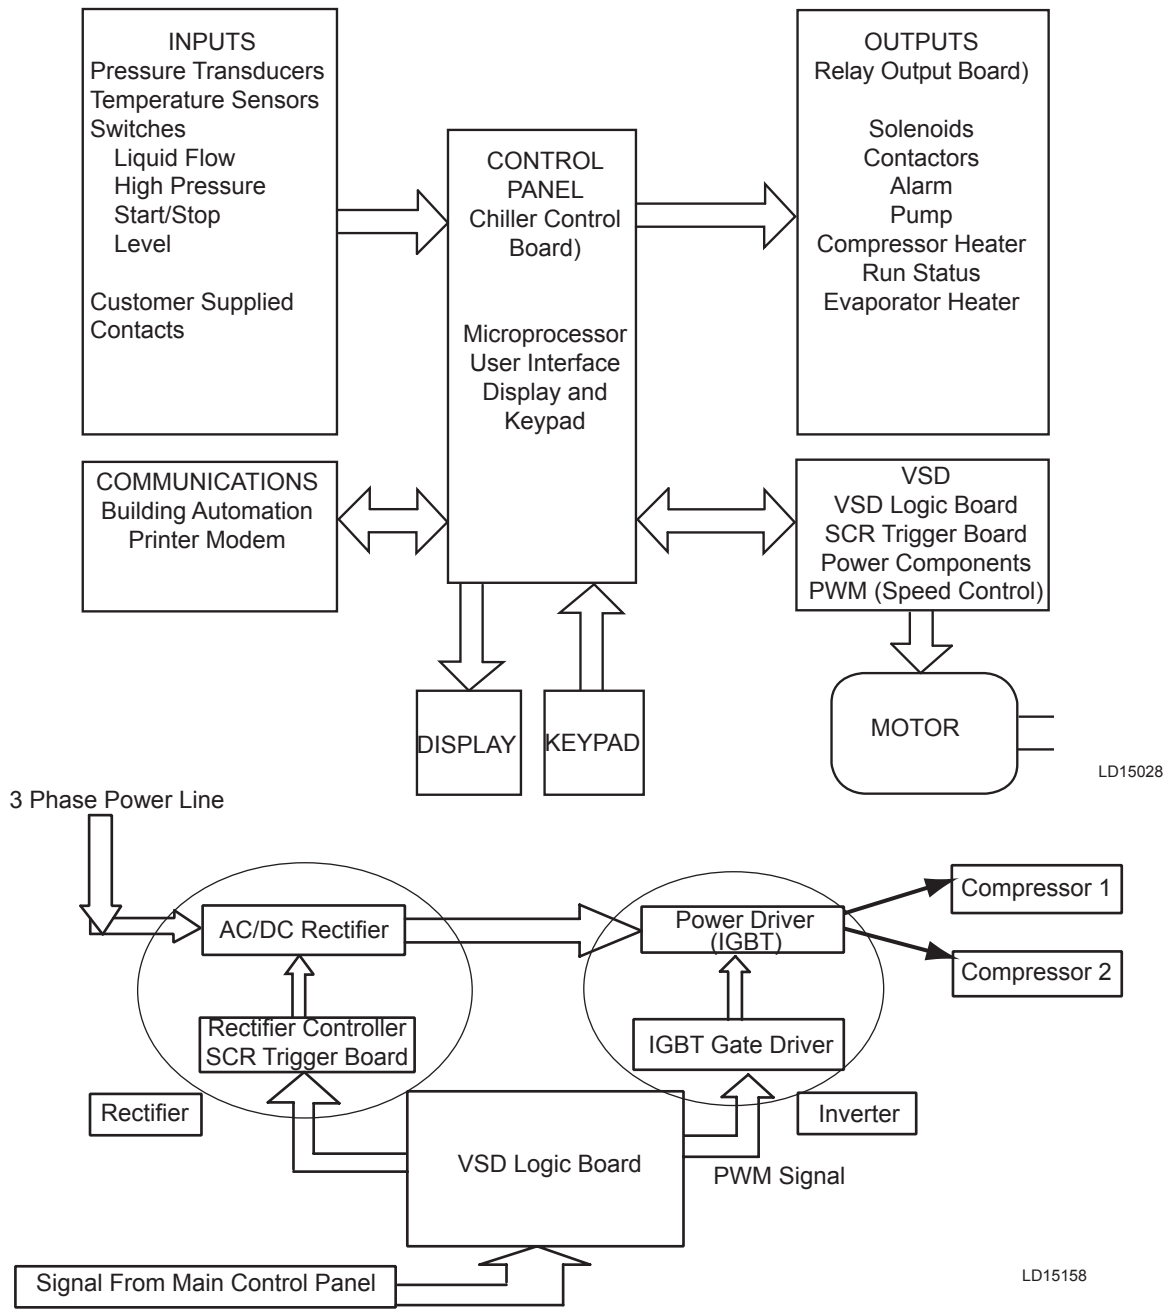 INPUTS
Pressure Transducers
Temperature Sensors
Switches
Liquid Flow
High Pressure
Start/Stop
Level
Customer Supplied
Contacts
CONTROL
PANEL
Chiller Control
Board)
Microprocessor
User Interface
Display and
Keypad
OUTPUTS
Relay Output Board)
Solenoids
Contactors
Alarm
Pump
Compressor Heater
Run Status
Evaporator Heater
COMMUNICATIONS
Building Automation
Printer Modem
VSD
VSD Logic Board
SCR Trigger Board
Power Components
PWM (Speed Control)
DISPLAY
KEYPAD
MOTOR
LD15028
3 Phase Power Line
AC/DC Rectifier
Power Driver
(IGBT)
Compressor 1
Compressor 2
Rectifier Controller
SCR Trigger Board
IGBT Gate Driver
Rectifier
Inverter
VSD Logic Board
PWM Signal
Signal From Main Control Panel
LD15158